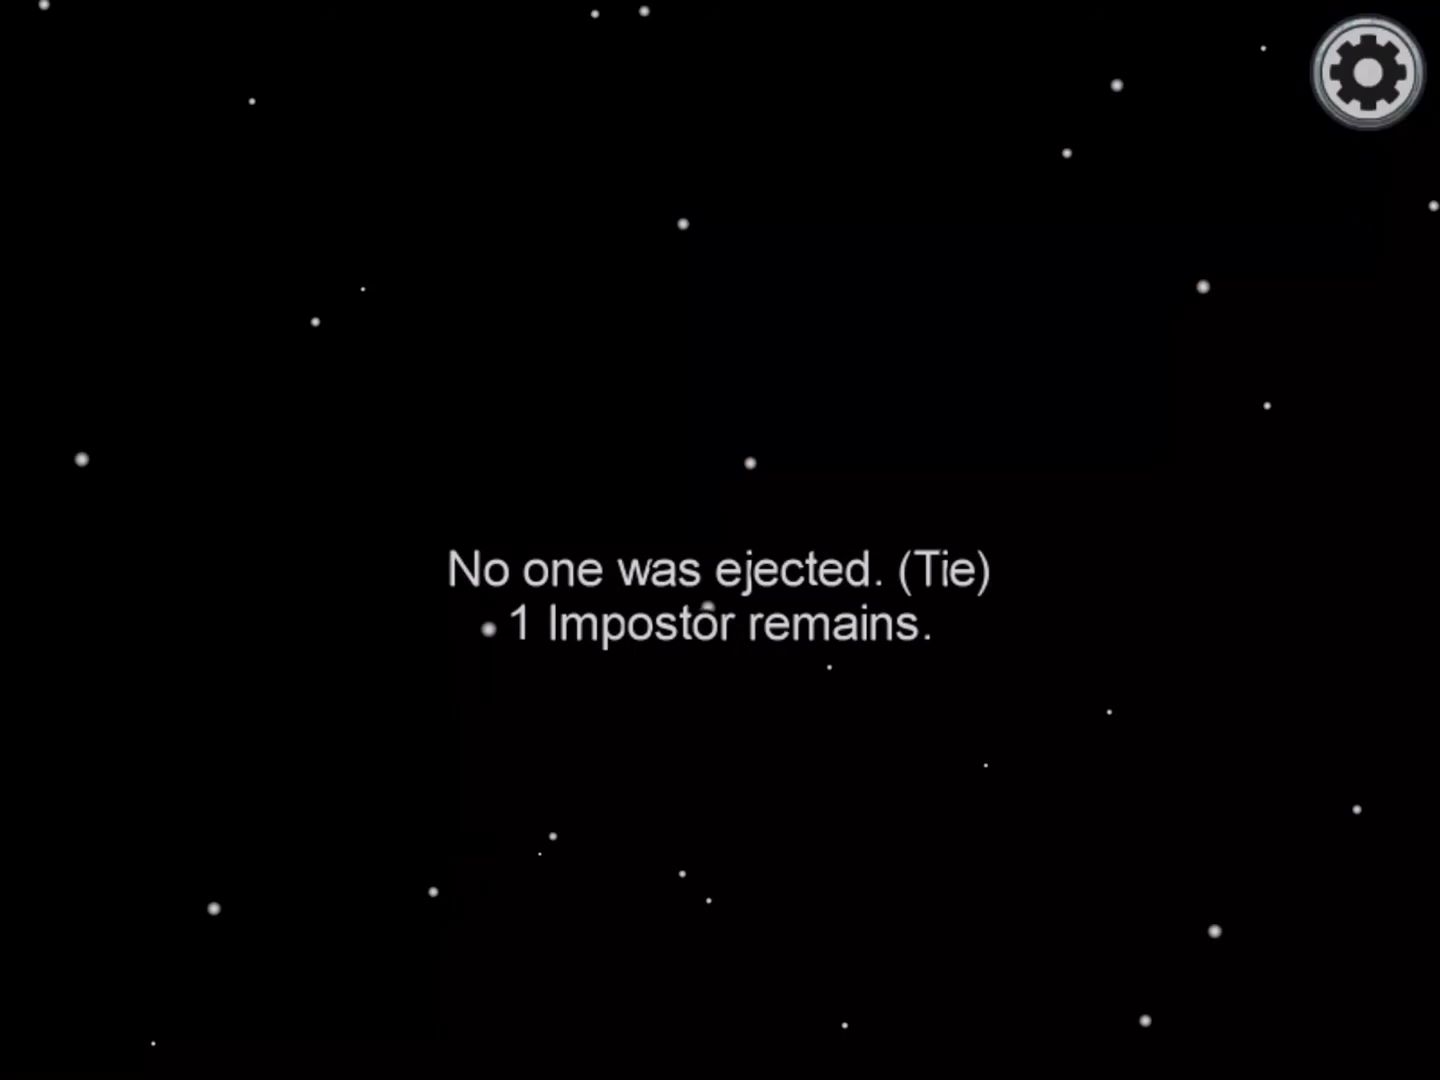 No one was ejected. (Tie)
1 Impostor remains.